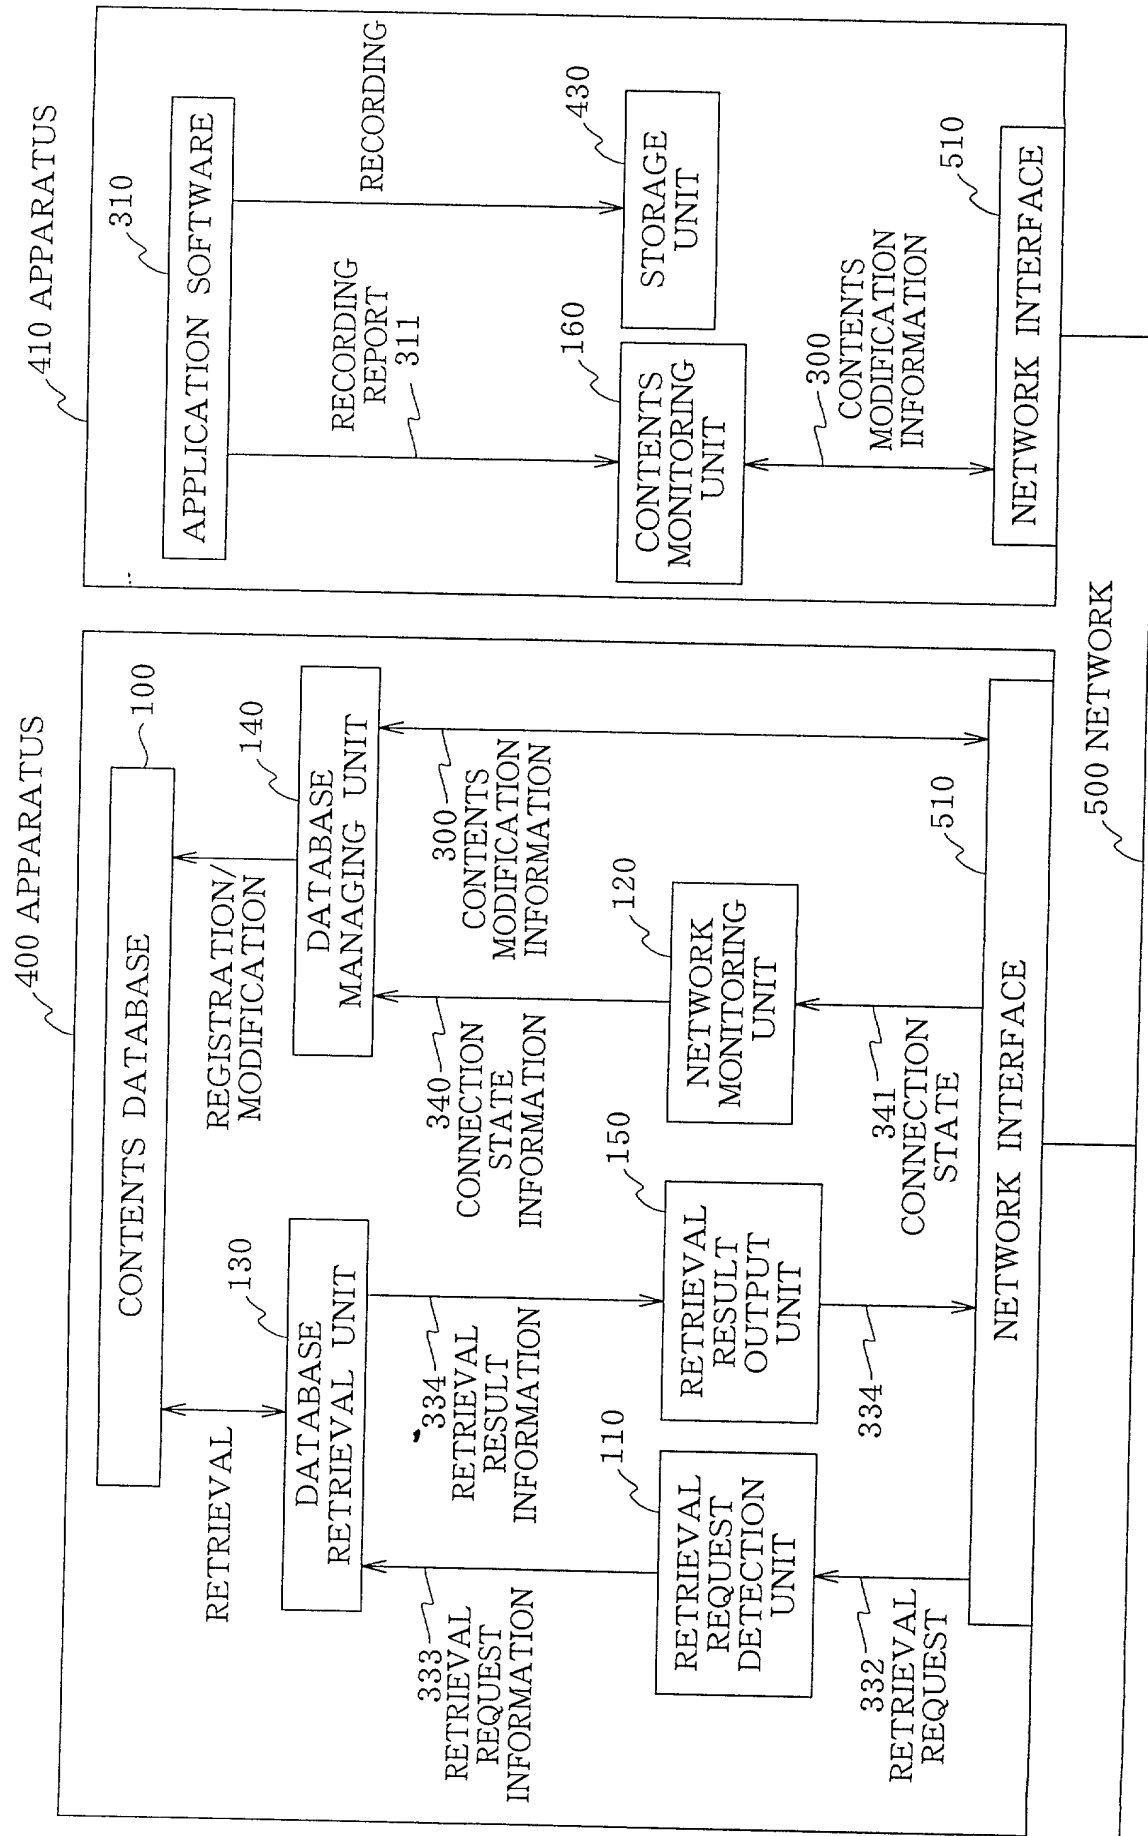 400 APPARATUS
CONTENTS DATABASE
100
RETRIEVAL
REGISTRATION/
MODIFICATION
130
DATABASE
RETRIEVAL UNIT
140
DATABASE
MANAGING UNIT
333
RETRIEVAL
REQUEST
INFORMATION
334
RETRIEVAL
RESULT
INFORMATION
340
CONNECTION
STATE
INFORMATION
300
CONTENTS
MODIFICATION
INFORMATION
110
RETRIEVAL
REQUEST
DETECTION
UNIT
150
RETRIEVAL
RESULT
OUTPUT
UNIT
120
NETWORK
MONITORING
UNIT
332
RETRIEVAL
REQUEST
334
341
CONNECTION
STATE
510
NETWORK INTERFACE
410 APPARATUS
310
APPLICATION SOFTWARE
RECORDING
REPORT
311
RECORDING
160
CONTENTS
MONITORING
UNIT
430
STORAGE
UNIT
300
CONTENTS
MODIFICATION
INFORMATION
510
NETWORK INTERFACE
500 NETWORK